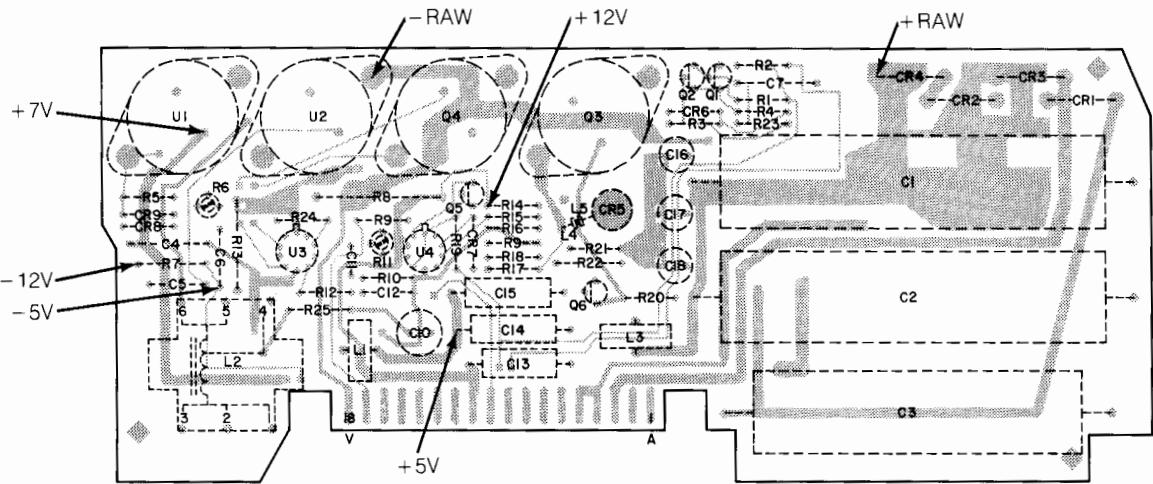 -RAW
+12V
+RAW
+7V
-12V
-5V
+5V
U1
U2
Q4
Q3
Q2
Q1
R2
C7
CR6
R1
R4
R3
R23
CR4
CR3
CR2
CR1
C16
C1
R5
R6
CR9
CR8
R8
R24
R9
Q5
R14
R15
R16
R9
R18
R17
CR7
L5
L4
CR5
C17
C4
R7
C6
R13
C5
U3
C11
R11
U4
R10
R12
C12
R25
R21
R22
C18
C15
Q6
R20
C2
6
5
4
L2
L1
C10
C14
C13
L3
3
2
18
V
1
A
C3